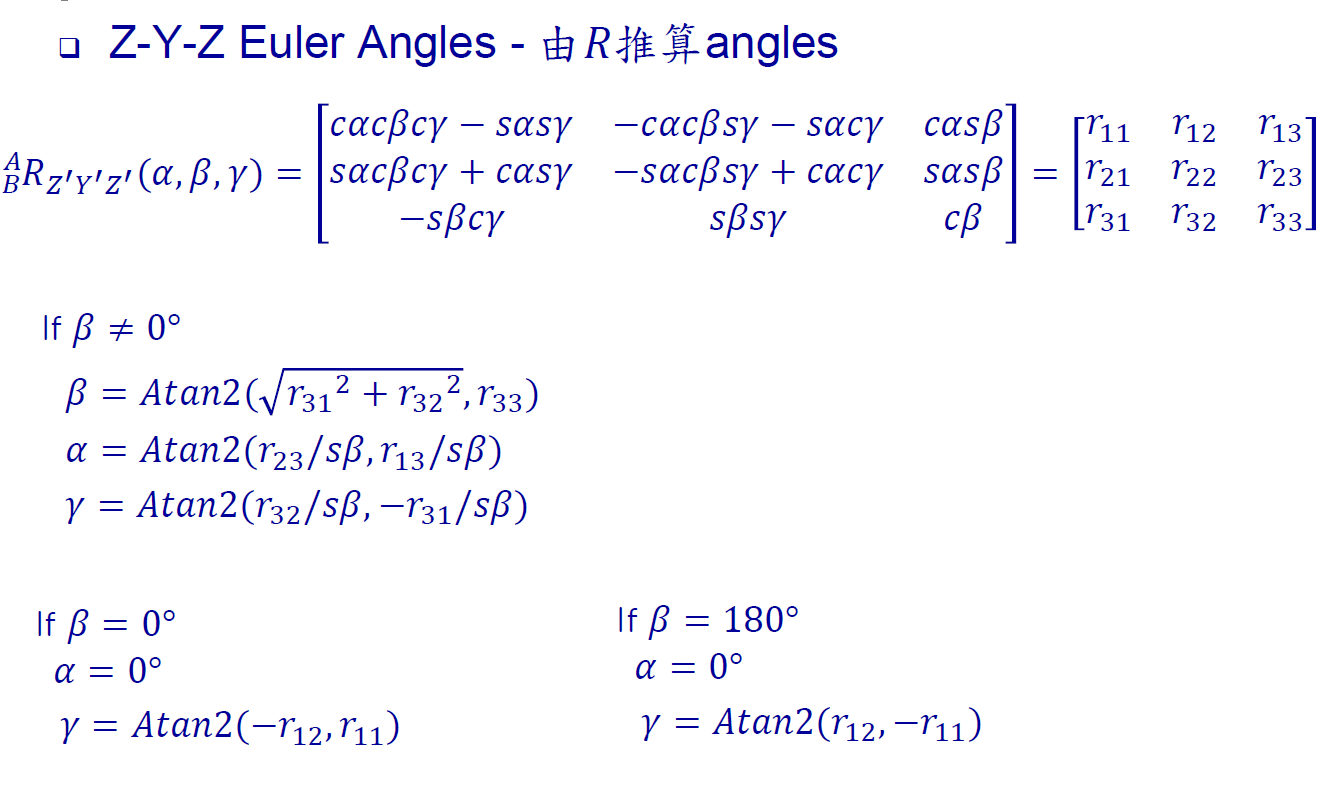 ❑ Z-Y-Z Euler Angles - 由R推算angles
$^A_B R_{Z'Y'Z'}(\alpha, \beta, \gamma) = \begin{bmatrix} c\alpha c\beta c\gamma - s\alpha s\gamma & -c\alpha c\beta s\gamma - s\alpha c\gamma & c\alpha s\beta \\ s\alpha c\beta c\gamma + c\alpha s\gamma & -s\alpha c\beta s\gamma + c\alpha c\gamma & s\alpha s\beta \\ -s\beta c\gamma & s\beta s\gamma & c\beta \end{bmatrix} = \begin{bmatrix} r_{11} & r_{12} & r_{13} \\ r_{21} & r_{22} & r_{23} \\ r_{31} & r_{32} & r_{33} \end{bmatrix}$
If β ≠ 0°
$\beta = Atan2(\sqrt{r_{31}{}^2 + r_{32}{}^2}, r_{33})$
$\alpha = Atan2(r_{23}/s\beta, r_{13}/s\beta)$
$\gamma = Atan2(r_{32}/s\beta, -r_{31}/s\beta)$
If β = 0°
α = 0°
$\gamma = Atan2(-r_{12}, r_{11})$
If β = 180°
α = 0°
$\gamma = Atan2(r_{12}, -r_{11})$